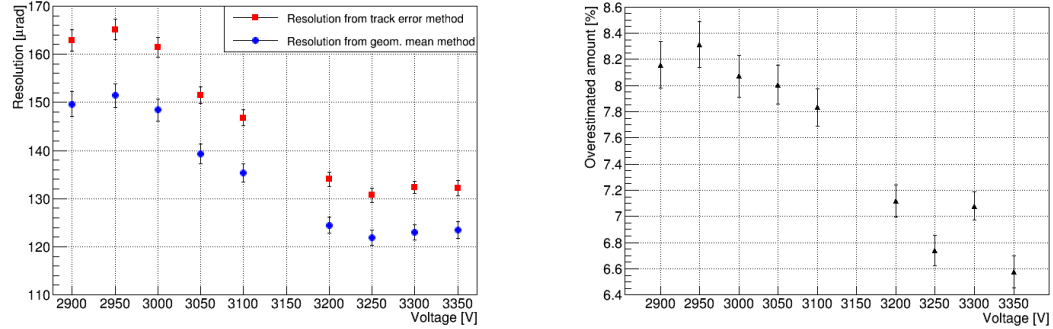 Resolution [μrad]
170
160
150
140
130
120
110
Resolution from track error method
Resolution from geom. mean method
2900 2950 3000 3050 3100 3150 3200 3250 3300 3350
Voltage [V]
Overestimated amount [%]
8.6
8.4
8.2
8
7.8
7.6
7.4
7.2
7
6.8
6.6
6.4
2900 2950 3000 3050 3100 3150 3200 3250 3300 3350
Voltage [V]